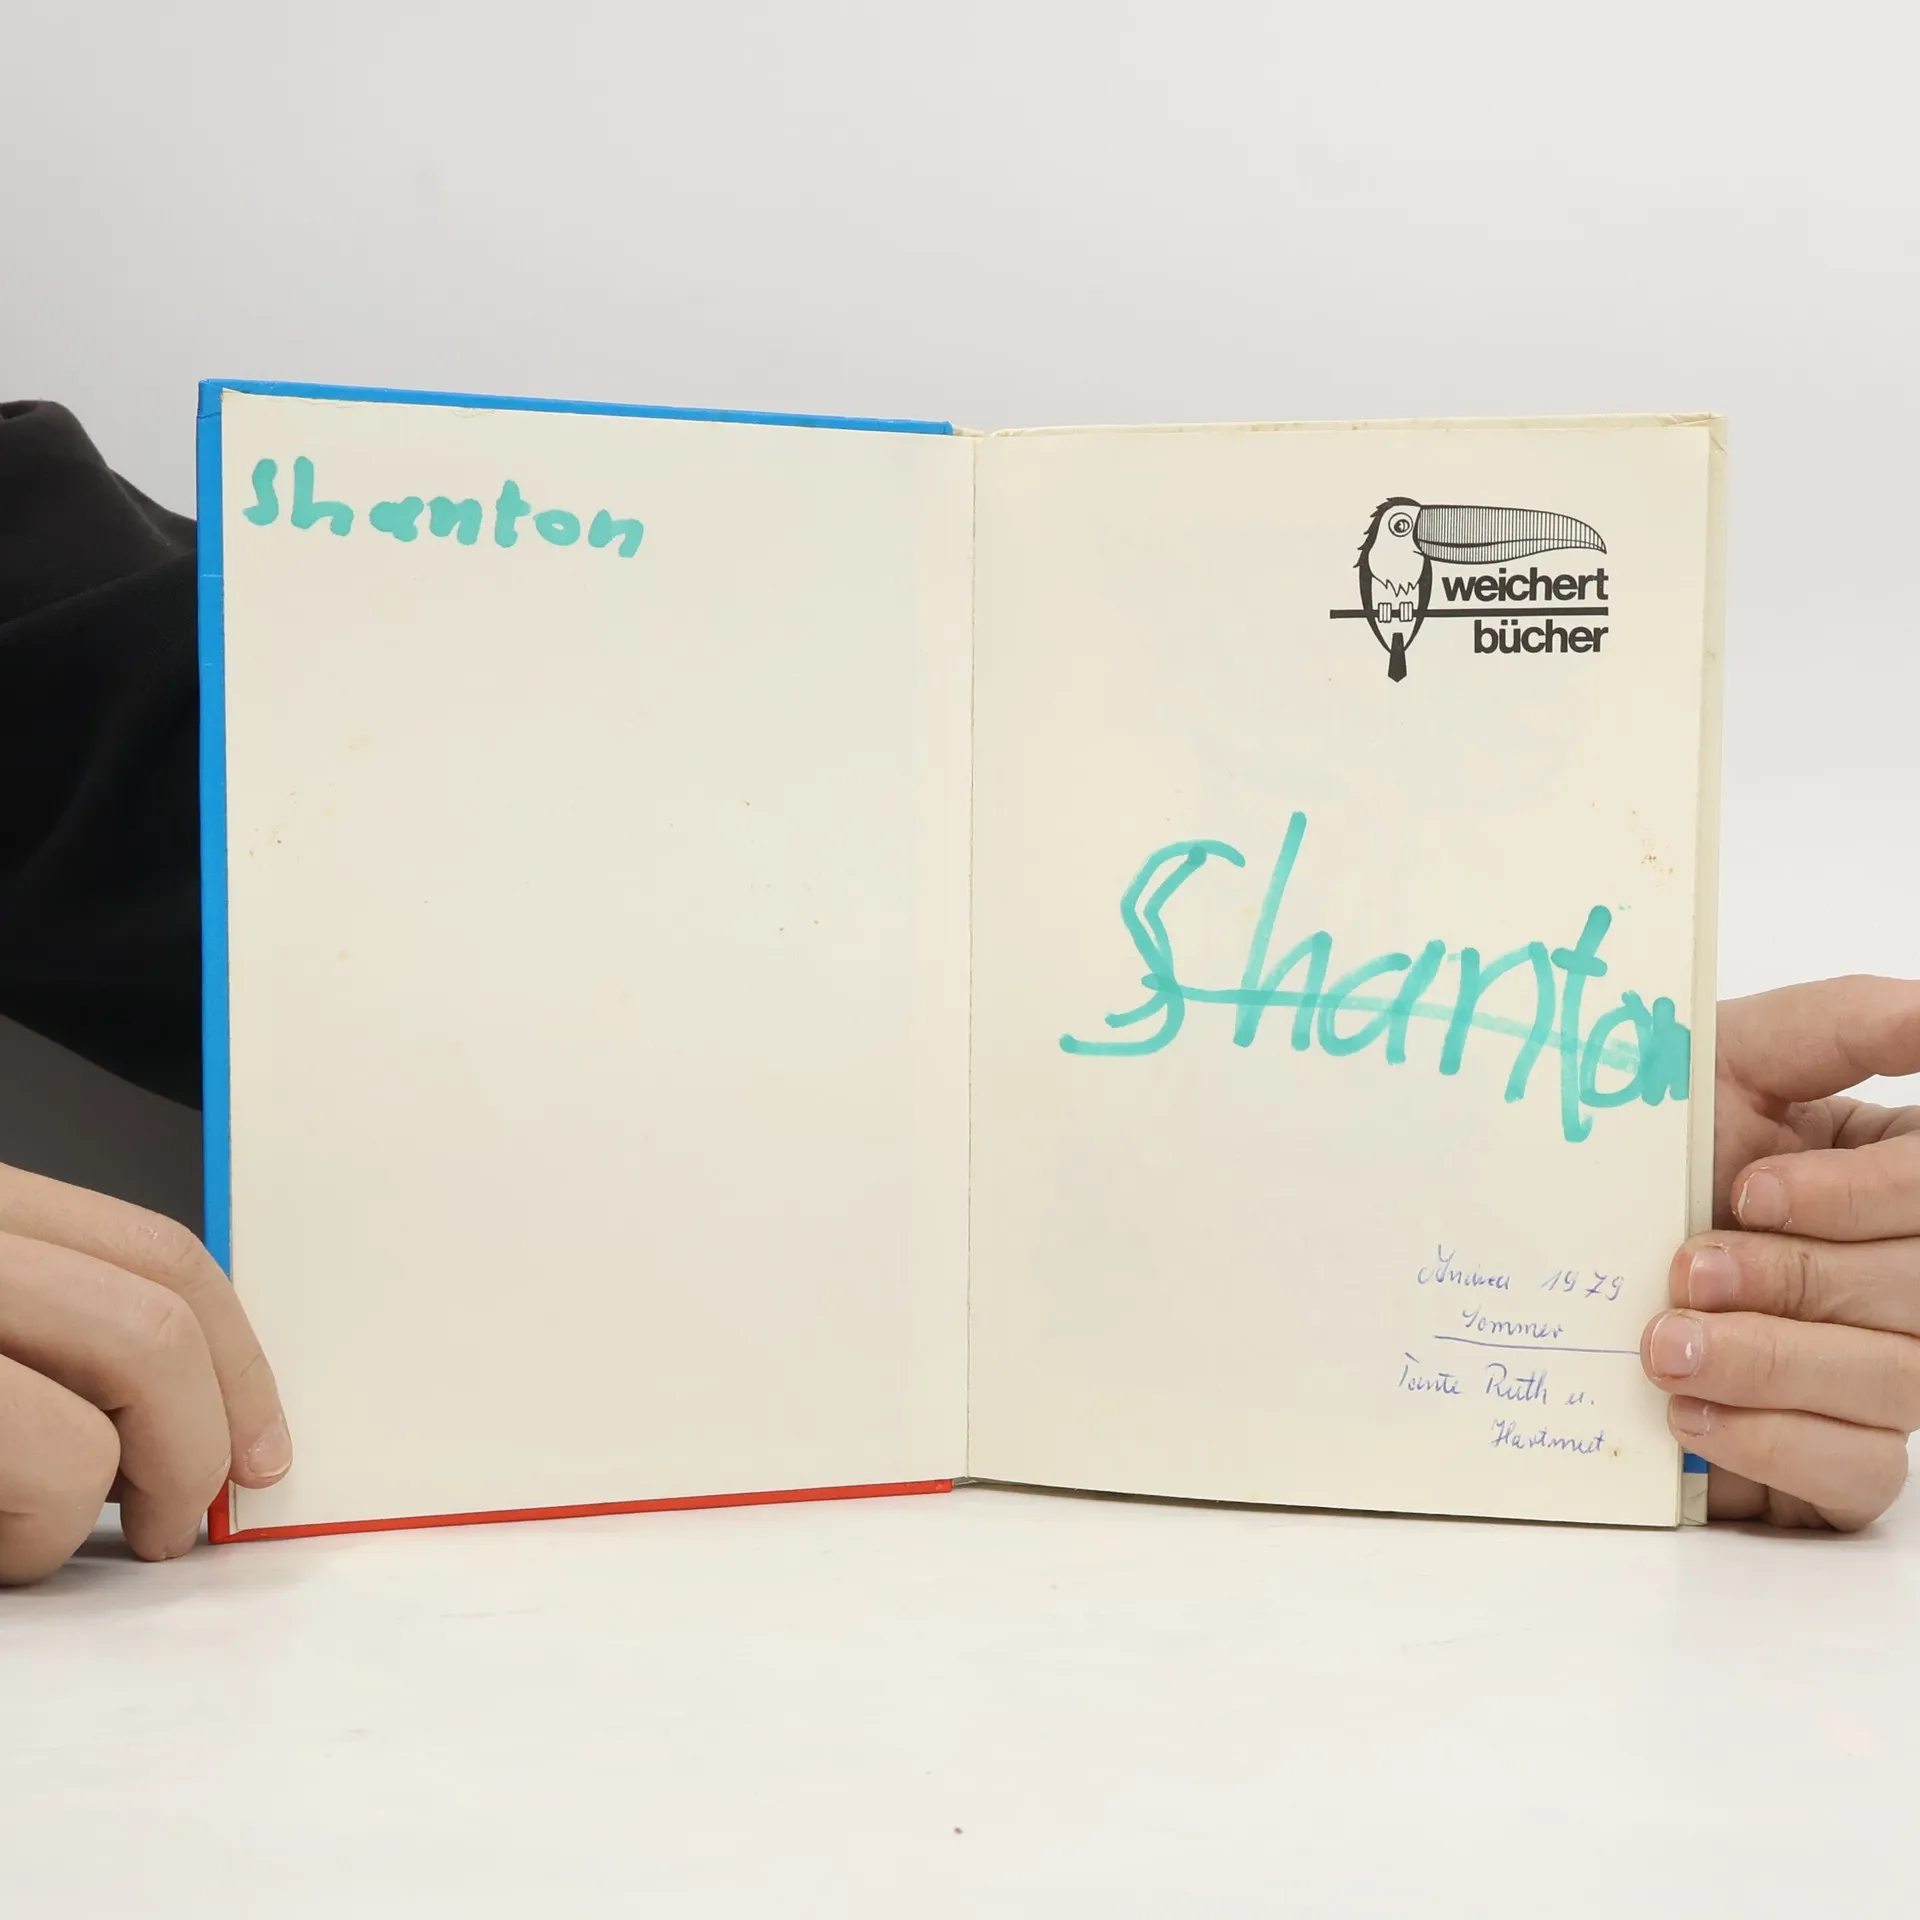 Shanton
weichert
bücher
Shanton
Andrea 1979
Sommer
Tante Ruth u.
Hartmut.